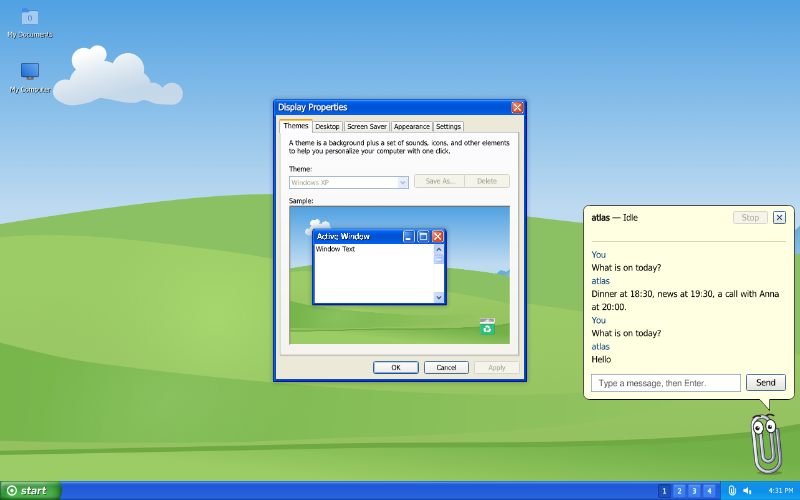 0
My Documents
My Computer
Display Properties
Themes
Desktop
Screen Saver
Appearance
Settings
A theme is a background plus a set of sounds, icons, and other elements
to help you personalize your computer with one click.
Theme:
Windows XP
Save As...
Delete
Sample:
Active Window
Window Text
OK
Cancel
Apply
atlas — Idle
Stop
You
What is on today?
atlas
Dinner at 18:30, news at 19:30, a call with Anna
at 20:00.
You
What is on today?
atlas
Hello
Type a message, then Enter.
Send
start
1 2 3 4
4:31 PM